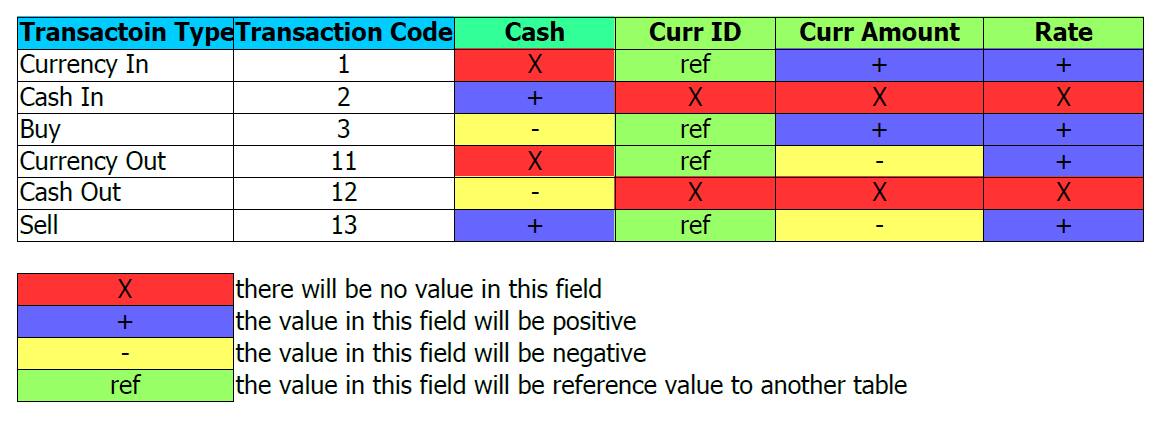 Transactoin Type Transaction Code Cash Curr ID Curr Amount Rate
Currency In 1 X ref + +
Cash In 2 + X X X
Buy 3 - ref + +
Currency Out 11 X ref - +
Cash Out 12 - X X X
Sell 13 + ref - +
X there will be no value in this field
+ the value in this field will be positive
- the value in this field will be negative
ref the value in this field will be reference value to another table